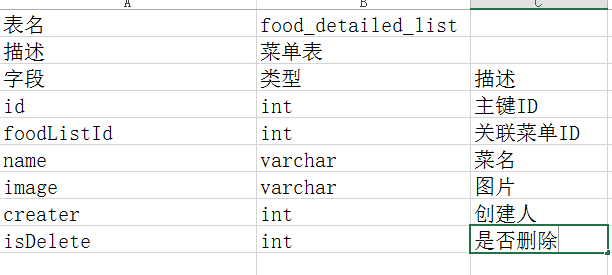 A B C
表名 food_detailed_list
描述 菜单表
字段 类型 描述
id int 主键ID
foodListId int 关联菜单ID
name varchar 菜名
image varchar 图片
creater int 创建人
isDelete int 是否删除